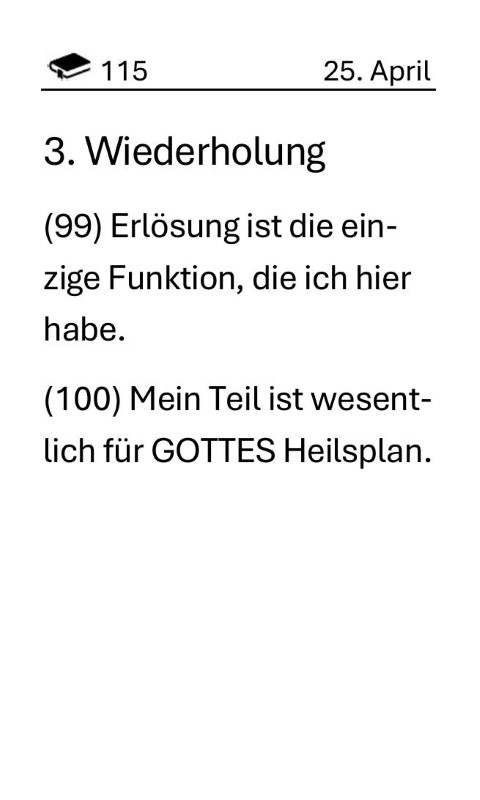 115 25. April
3. Wiederholung
(99) Erlösung ist die ein-
zige Funktion, die ich hier
habe.
(100) Mein Teil ist wesent-
lich für GOTTES Heilsplan.